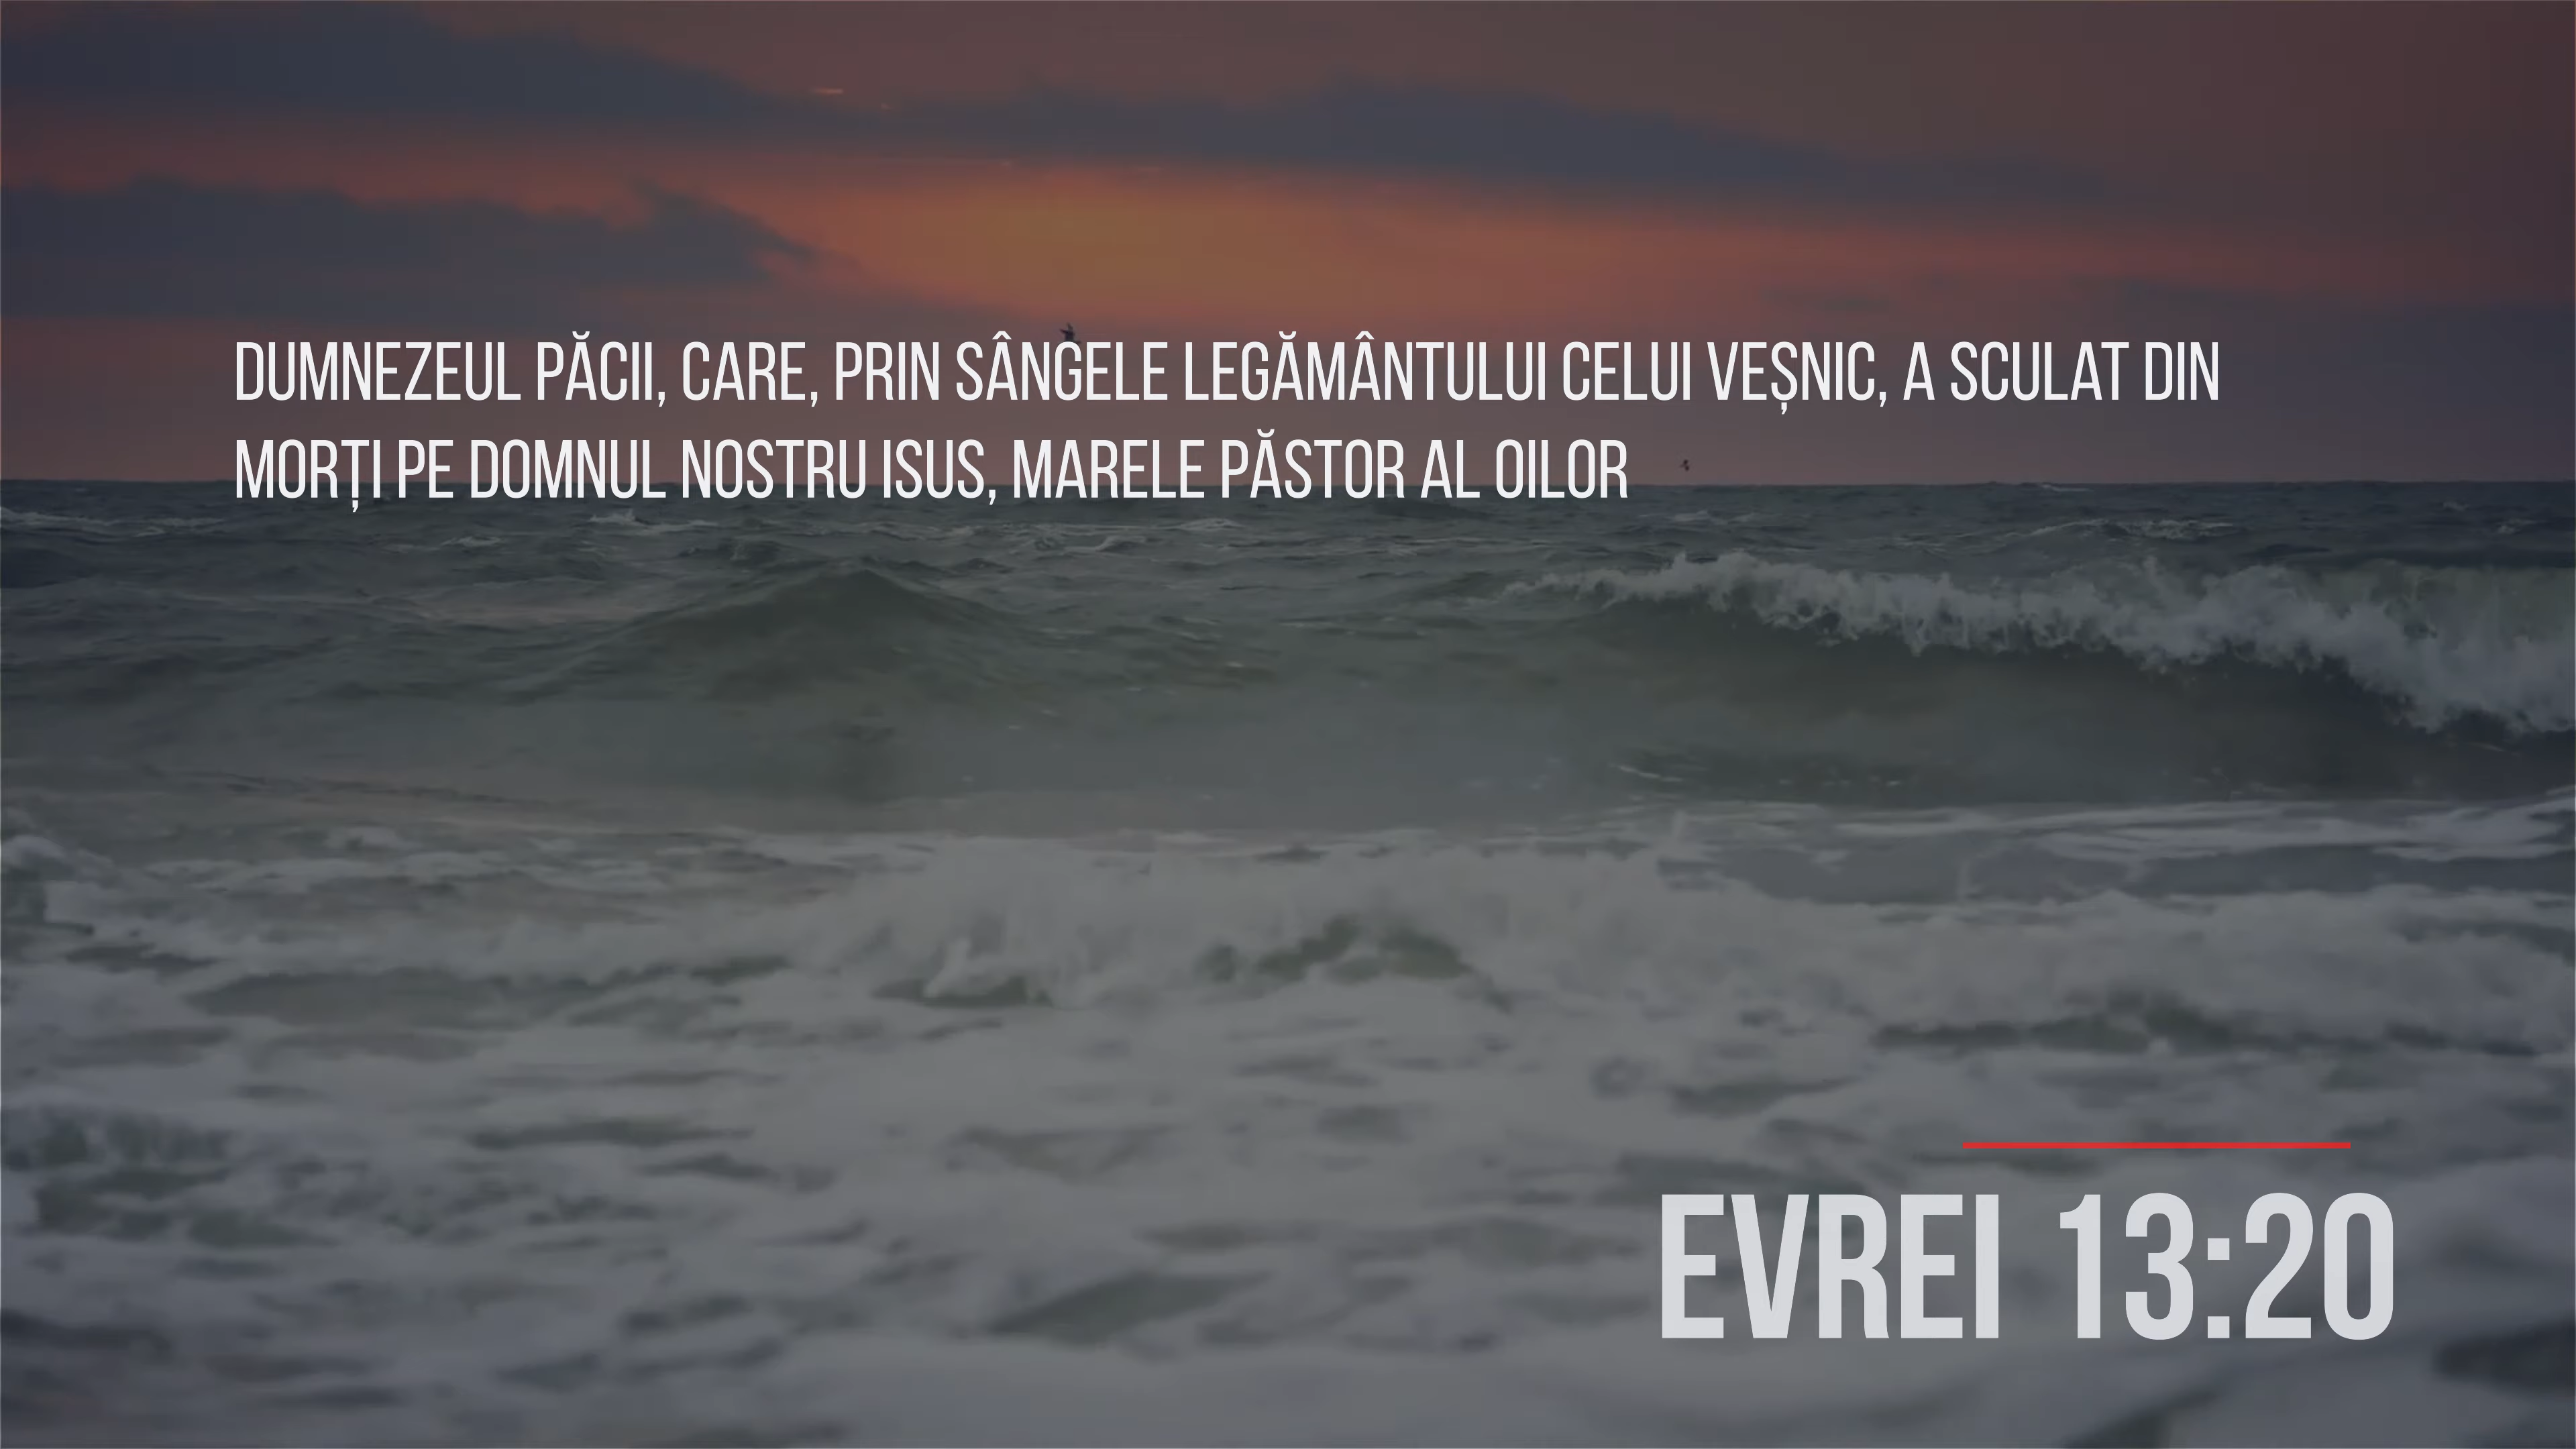 DUMNEZEUL PĂCII, CARE, PRIN SÂNGELE LEGĂMÂNTULUI CELUI VEȘNIC, A SCULAT DIN
MORȚI PE DOMNUL NOSTRU ISUS, MARELE PĂSTOR AL OILOR
EVREI 13:20